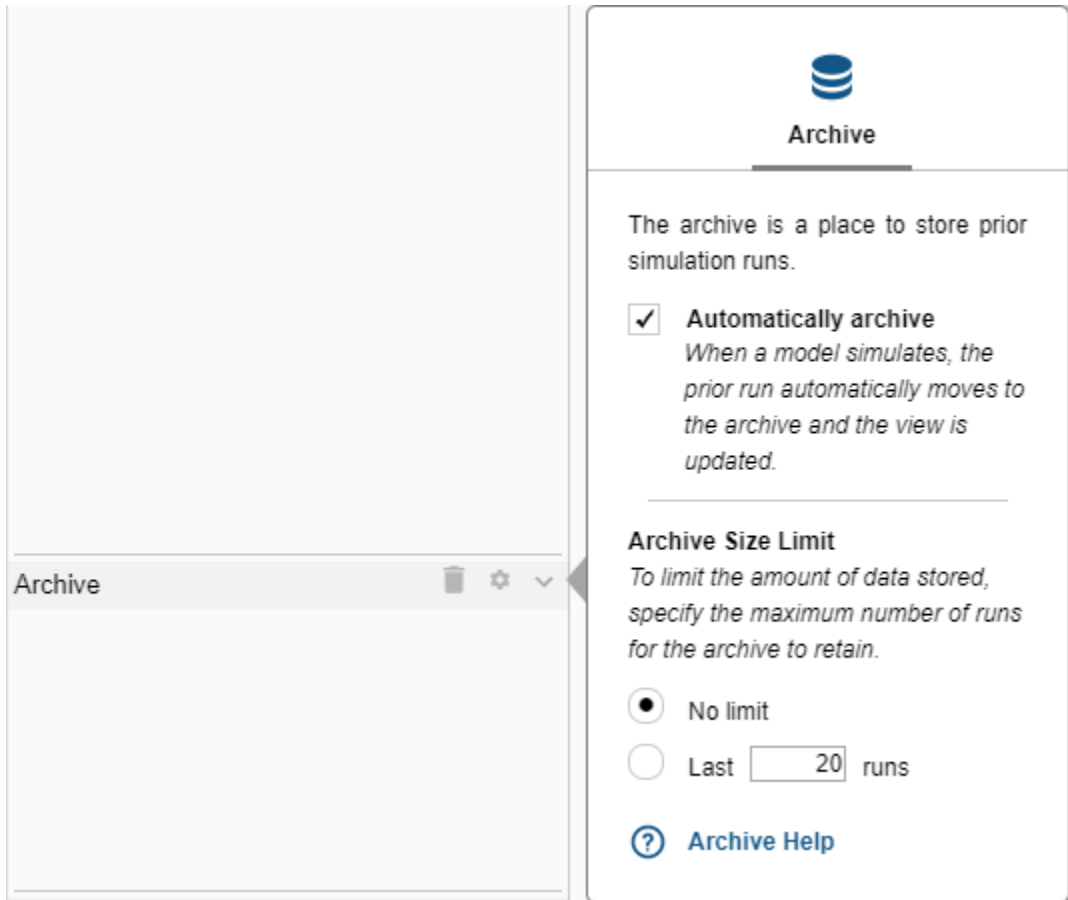 Archive
The archive is a place to store prior
simulation runs.
Automatically archive
When a model simulates, the
prior run automatically moves to
the archive and the view is
updated.
Archive Size Limit
To limit the amount of data stored,
specify the maximum number of runs
for the archive to retain.
No limit
Last 20 runs
Archive Help
Archive